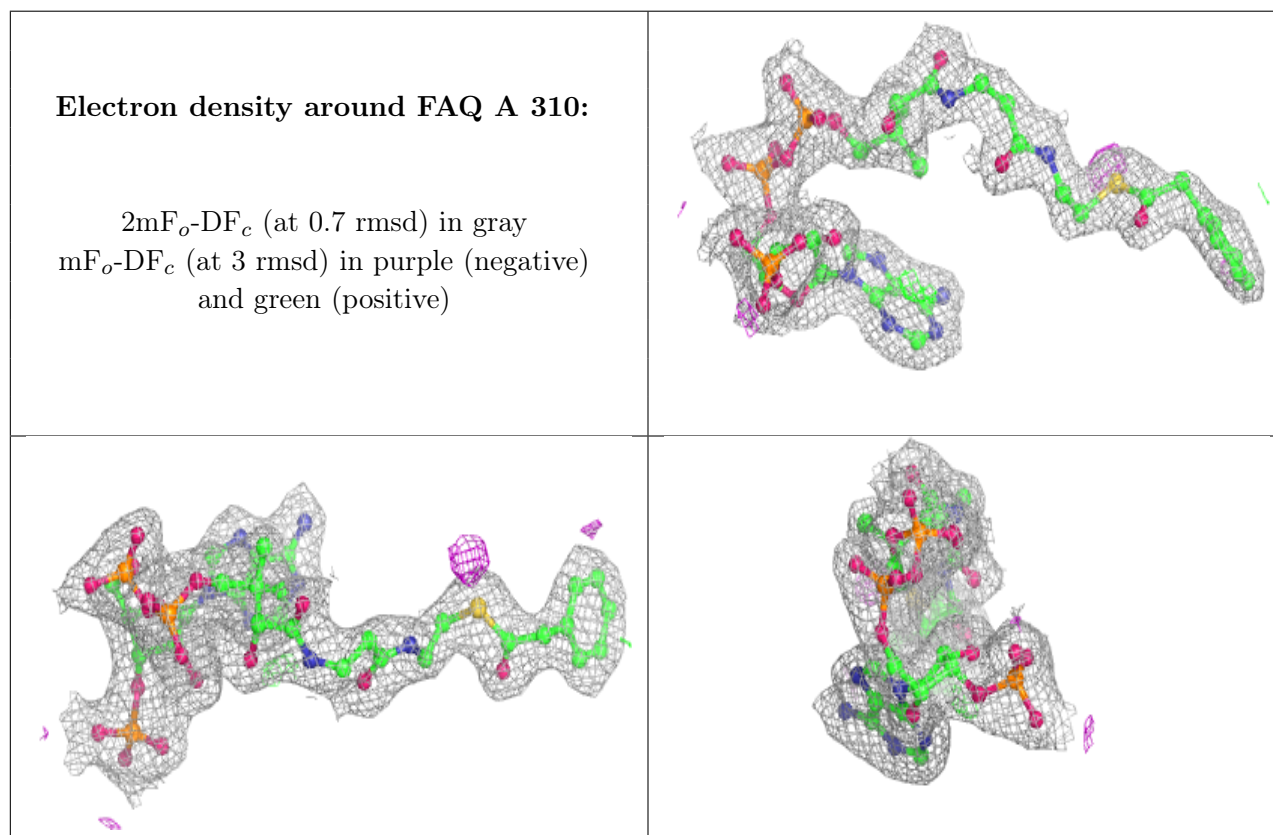 Electron density around FAQ A 310:
2mFo-DFc (at 0.7 rmsd) in gray
mFo-DFc (at 3 rmsd) in purple (negative)
and green (positive)